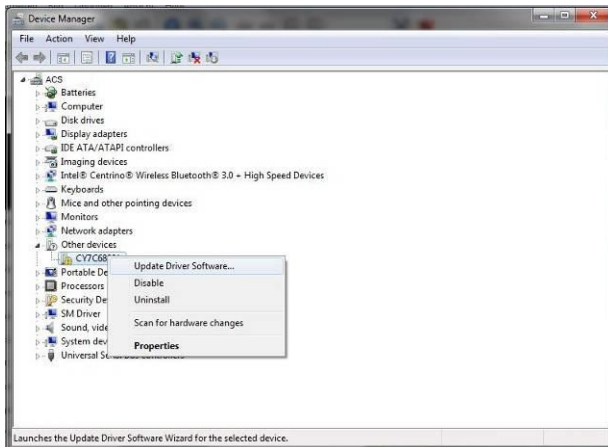 Device Manager
File Action View Help
ACS
Batteries
Computer
Disk drives
Display adapters
IDE ATA/ATAPI controllers
Imaging devices
Intel® Centrino® Wireless Bluetooth® 3.0 + High Speed Devices
Keyboards
Mice and other pointing devices
Monitors
Network adapters
Other devices
Update Driver Software...
Portable De
Disable
Processors
Security De
Uninstall
SM Driver
Scan for hardware changes
Sound, vide
System dev
Properties
Universal
Launches the Update Driver Software Wizard for the selected device.